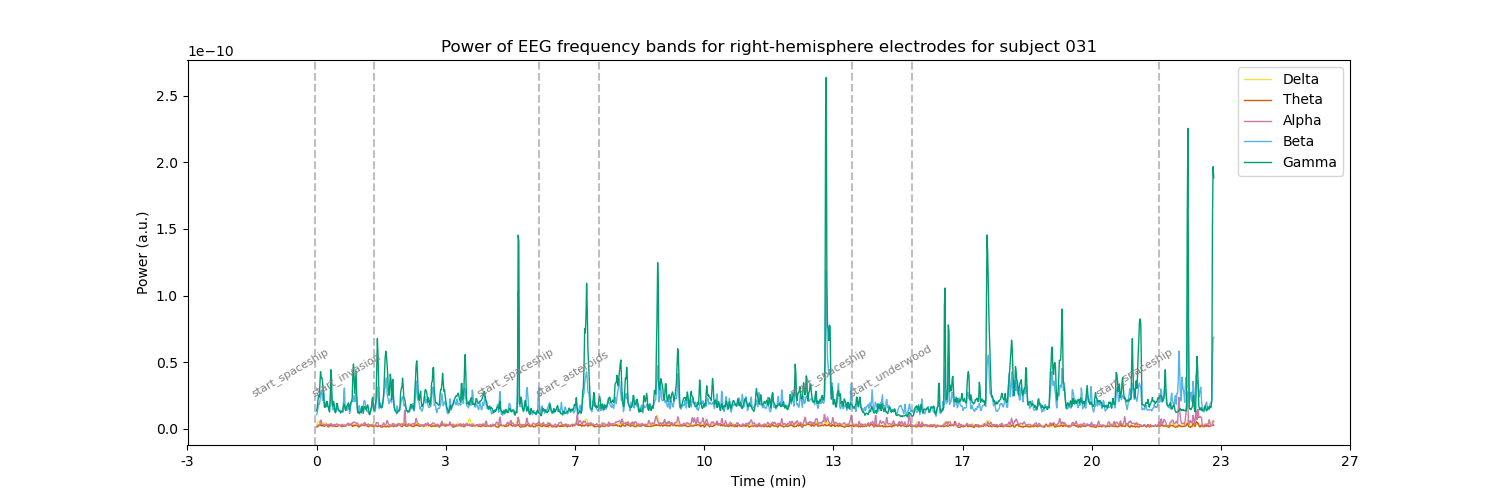 Power of EEG frequency bands for right-hemisphere electrodes for subject 031
1e−10
Delta
Theta
Alpha
Beta
Gamma
2.5
2.0
1.5
1.0
0.5
0.0
Power (a.u.)
start_spaceship
start_invasion
start_spaceship
start_asteroids
start_spaceship
start_underwood
start_spaceship
-3 0 3 7 10 13 17 20 23 27
Time (min)